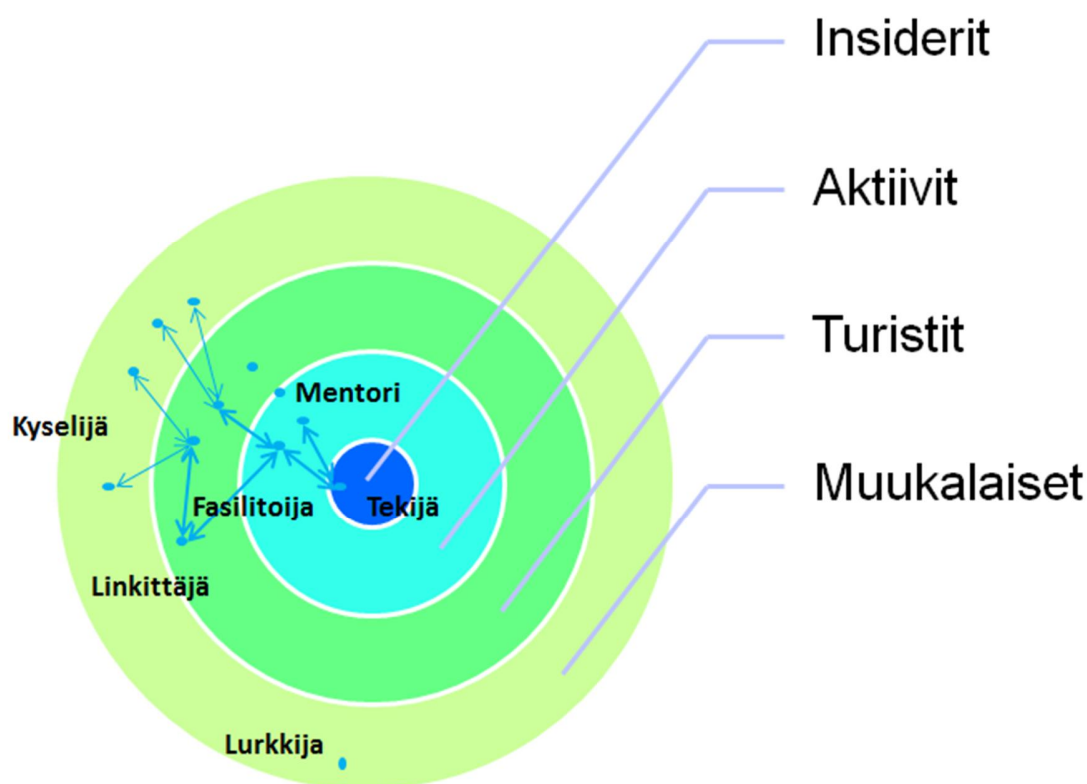 Insiderit
Aktiivit
Turistit
Muukalaiset
Mentori
Kyselijä
Fasilitoija
Tekijä
Linkittäjä
Lurkkija